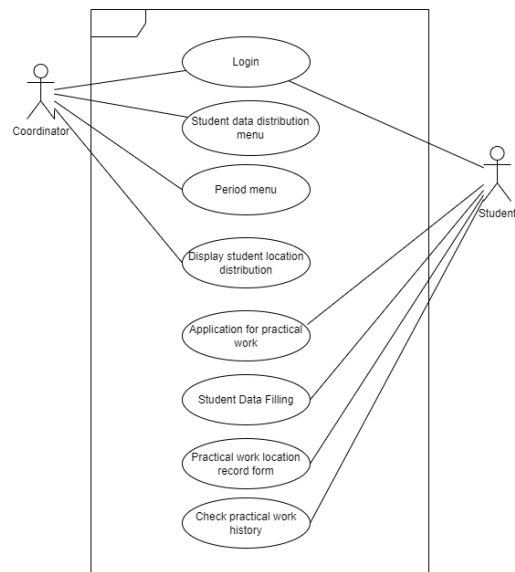 Login
Coordinator
Student data distribution
menu
Period menu
Student
Display student location
distribution
Application for practical
work
Student Data Filling
Practical work location
record form
Check practical work
history